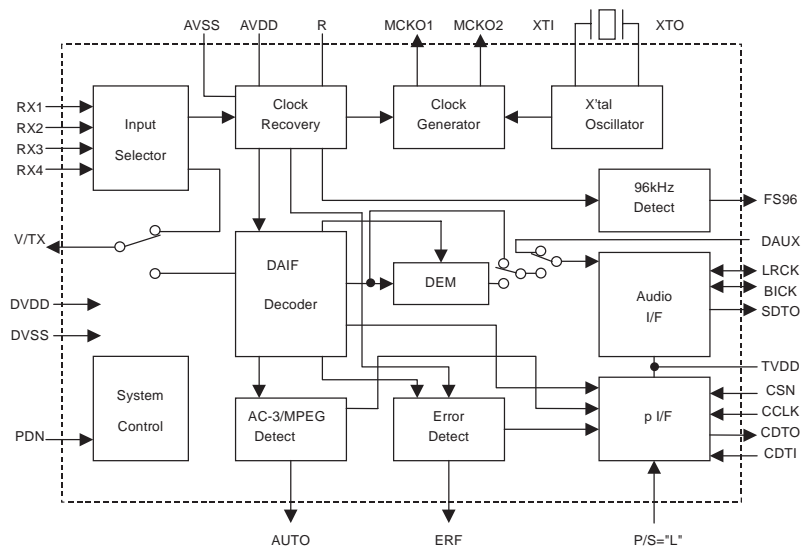 AVSS AVDD R MCKO1 MCKO2 XTI XTO
RX1
RX2
RX3
RX4
Input
Selector
Clock
Recovery
Clock
Generator
X'tal
Oscillator
96kHz
Detect
FS96
V/TX
DAIF
Decoder
DEM
DAUX
Audio
I/F
LRCK
BICK
SDTO
DVDD
DVSS
TVDD
System
Control
PDN
AC-3/MPEG
Detect
Error
Detect
p I/F
CSN
CCLK
CDTO
CDTI
AUTO ERF P/S="L"